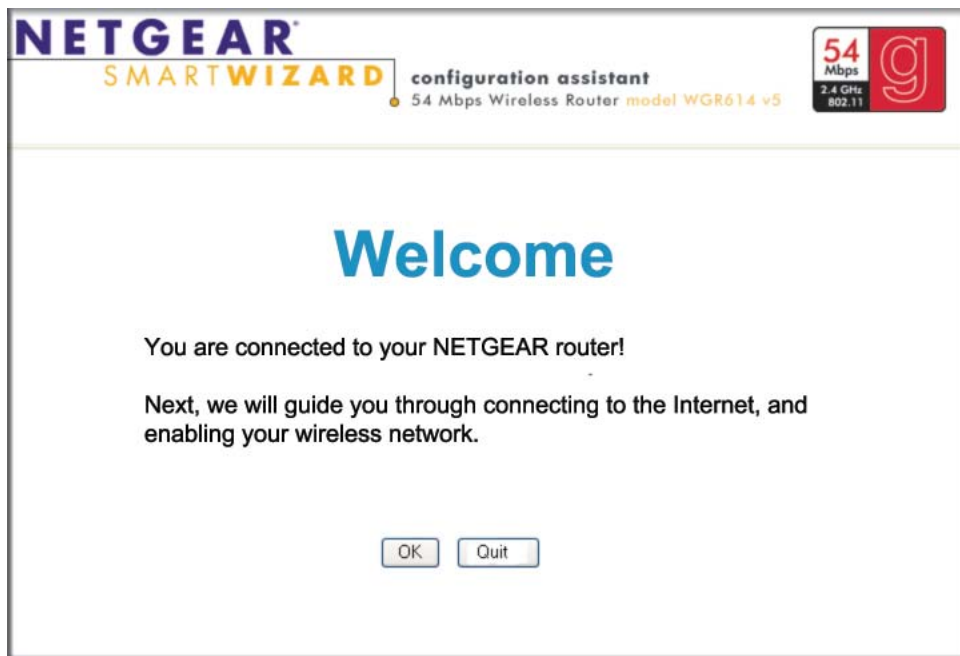 NETGEAR®
SMARTWIZARD
configuration assistant
54 Mbps Wireless Router model WGR614 v5
54
Mbps
2.4 GHz
802.11
g
Welcome
You are connected to your NETGEAR router!
Next, we will guide you through connecting to the Internet, and
enabling your wireless network.
OK
Quit